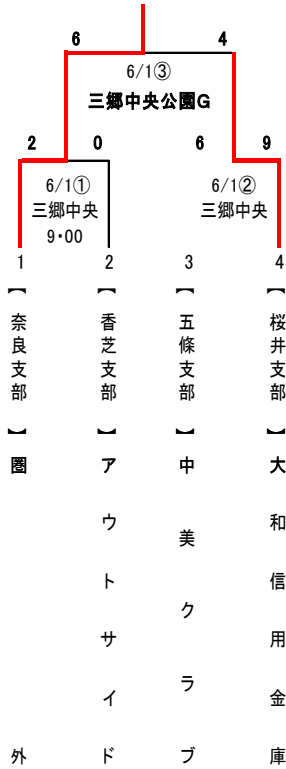 6 4
6/1③
三郷中央公園G
2 0 6 9
6/1① 6/1②
三郷中央 三郷中央
9・00
1 2 3 4
【奈良支部】圏外
【香芝支部】アウトサイド
【五條支部】中美クラブ
【桜井支部】大和信用金庫